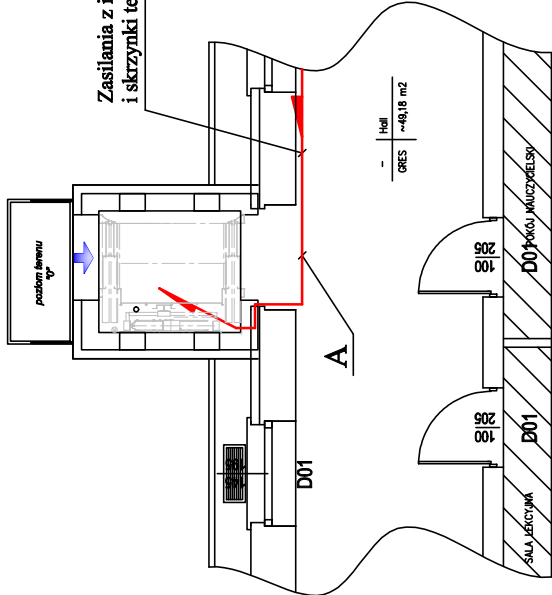 Zasilania z i
i skrzynki te
poziom terenu
"0"
-
Hall
GRES
~49,18 m2
A
100
205
100
205
D01
D01
D01
POKÓJ NAUCZYCIELSKI
SALA LEKCYJNA